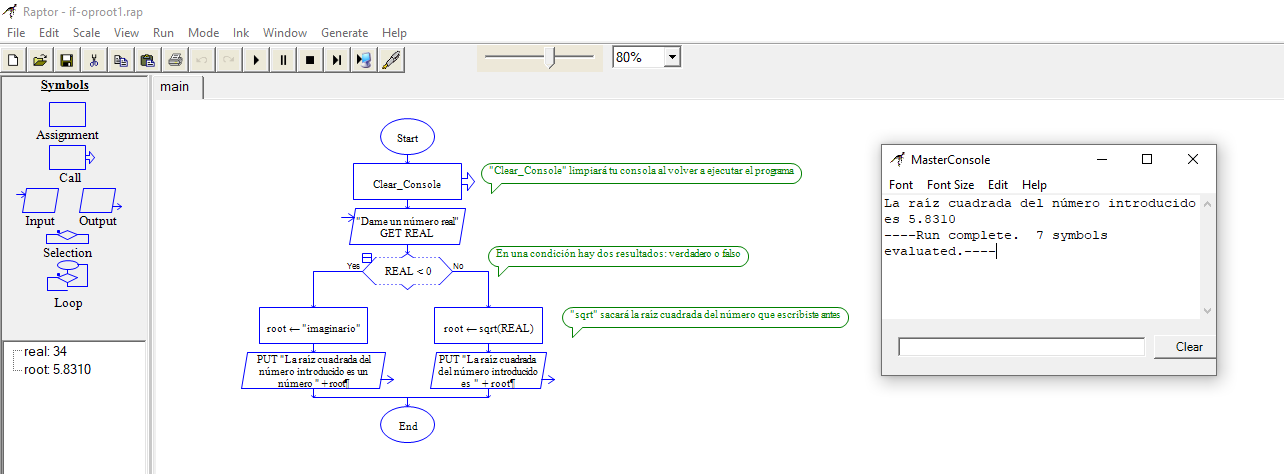 Raptor - if-oproot1.rap
File Edit Scale View Run Mode Ink Window Generate Help
80%
Symbols
Assignment
Call
Input Output
Selection
Loop
real: 34
root: 5.8310
main
Start
Clear_Console
"Clear_Console" limpiará tu consola al volver a ejecutar el programa
"Dame un número real"
GET REAL
En una condición hay dos resultados: verdadero o falso
Yes
REAL < 0
No
"sqrt" sacará la raíz cuadrada del número que escribiste antes
root ← "imaginario"
root ← sqrt(REAL)
PUT "La raíz cuadrada del
número introducido es un
número " + root¶
PUT "La raíz cuadrada
del número introducido
es " + root¶
End
MasterConsole
Font Font Size Edit Help
La raíz cuadrada del número introducido
es 5.8310
----Run complete.  7 symbols
evaluated.----
Clear